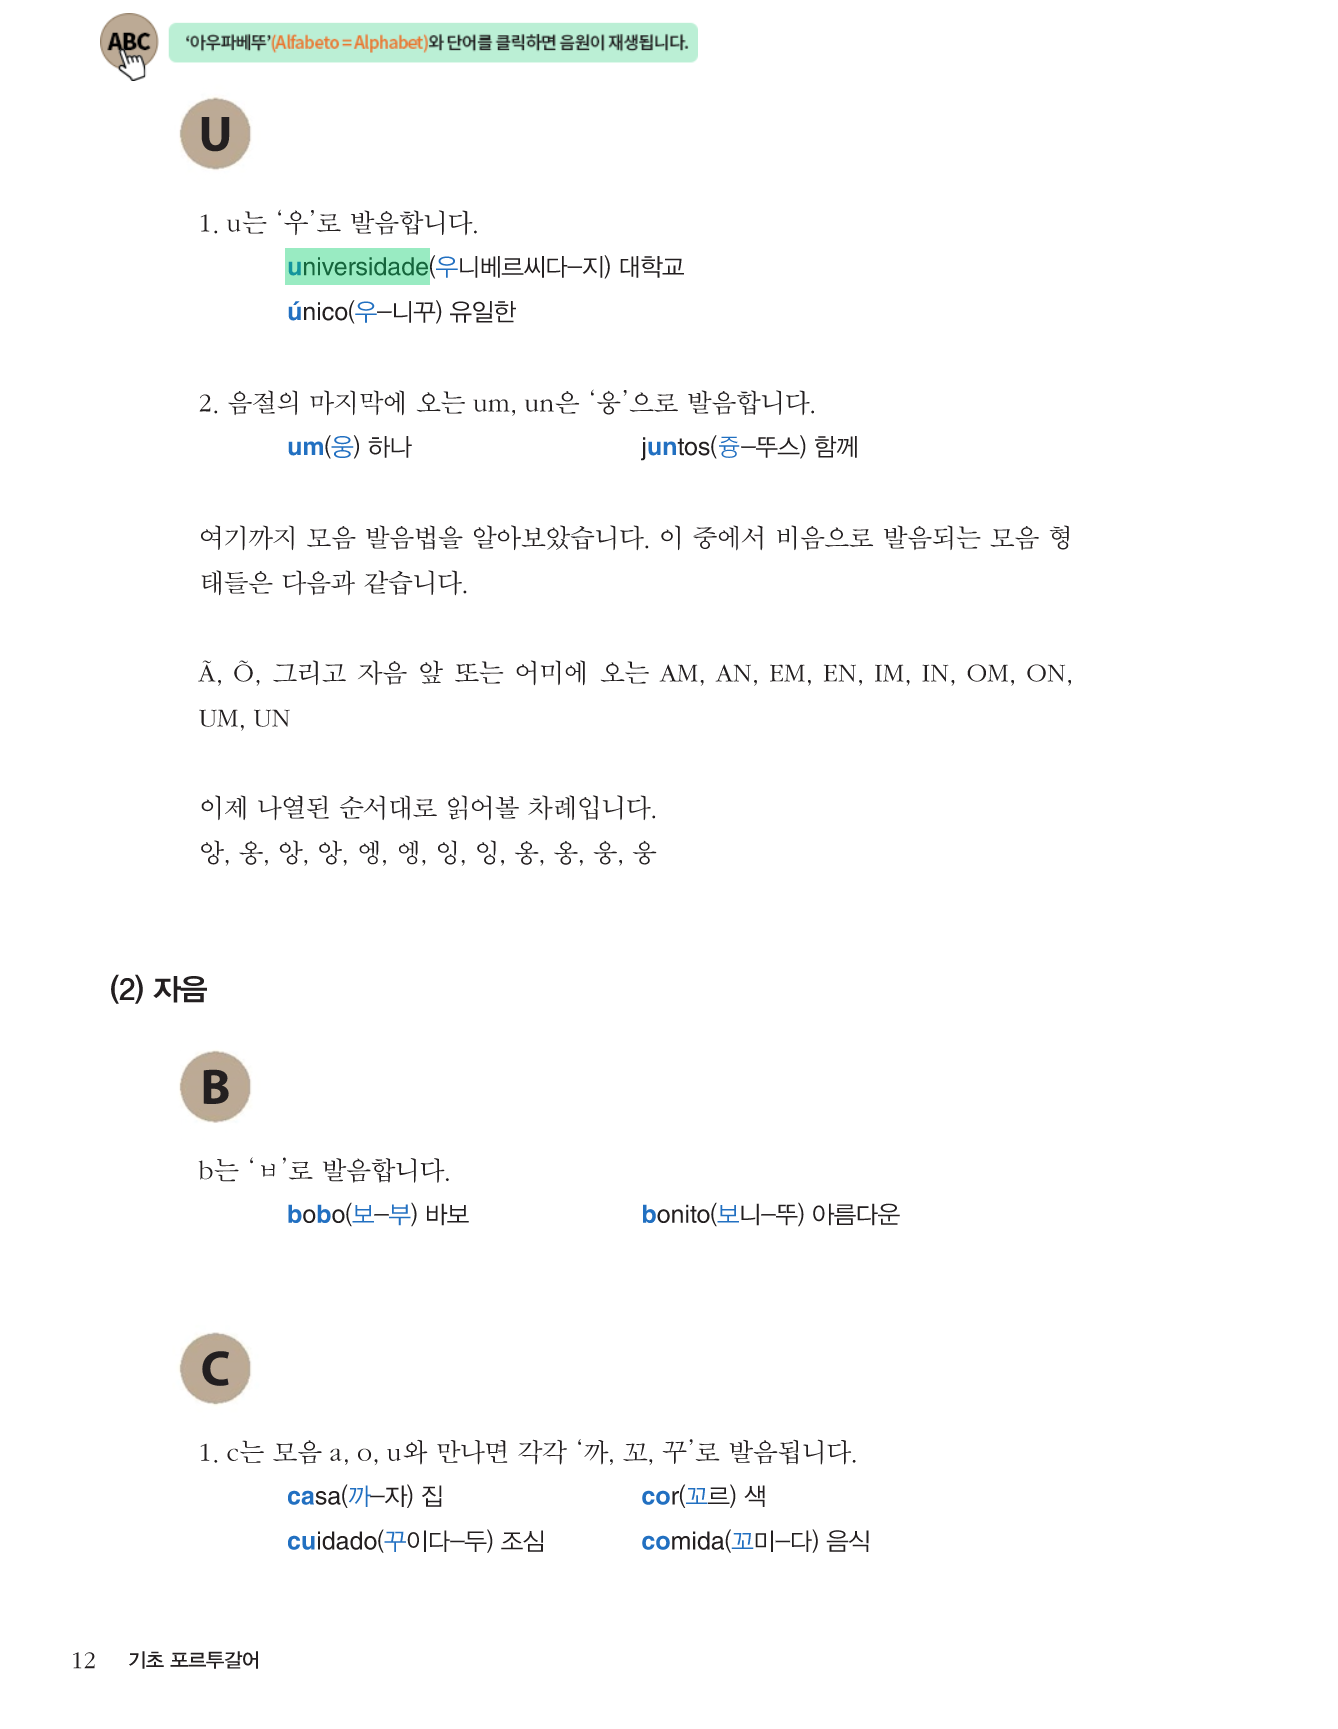 ABC
‘아우파베뚜’(Alfabeto = Alphabet)와 단어를 클릭하면 음원이 재생됩니다.
U
1. u는 ‘우’로 발음합니다.
universidade(우니베르씨다–지) 대학교
único(우–니꾸) 유일한
2. 음절의 마지막에 오는 um, un은 ‘웅’으로 발음합니다.
um(웅) 하나 juntos(쥼–뚜스) 함께
여기까지 모음 발음법을 알아보았습니다. 이 중에서 비음으로 발음되는 모음 형
태들은 다음과 같습니다.
Ã, Õ, 그리고 자음 앞 또는 어미에 오는 AM, AN, EM, EN, IM, IN, OM, ON,
UM, UN
이제 나열된 순서대로 읽어볼 차례입니다.
앙, 옹, 앙, 앙, 엥, 엥, 잉, 잉, 옹, 옹, 웅, 웅
(2) 자음
B
b는 ‘ㅂ’로 발음합니다.
bobo(보–부) 바보 bonito(보니–뚜) 아름다운
C
1. c는 모음 a, o, u와 만나면 각각 ‘까, 꼬, 꾸’로 발음됩니다.
casa(까–자) 집 cor(꼬르) 색
cuidado(꾸이다–두) 조심 comida(꼬미–다) 음식
12 기초 포르투갈어